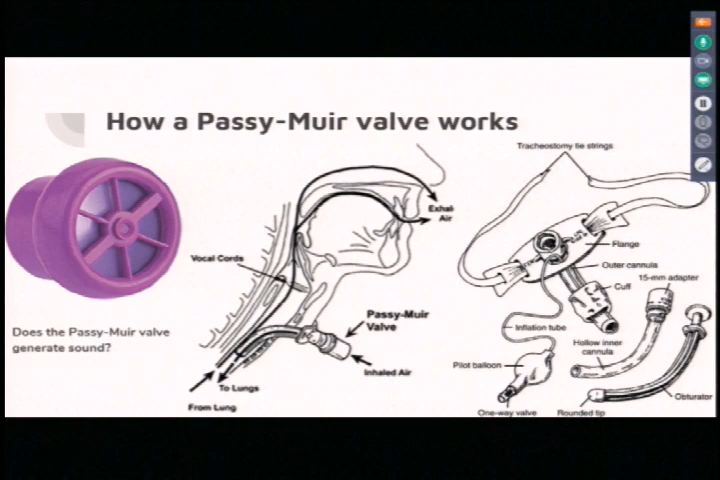 How a Passy-Muir valve works
Does the Passy-Muir valve
generate sound?
Vocal Cords
Exhaled
Air
Passy-Muir
Valve
Inhaled Air
To Lungs
From Lung
Tracheostomy tie strings
Flange
Outer cannula
Cuff
15-mm adapter
Inflation tube
Hollow inner
cannula
Pilot balloon
One-way valve
Rounded tip
Obturator